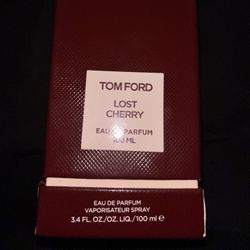 TOM FORD
LOST
CHERRY
EAU DE PARFUM
100 ML
EAU DE PARFUM
VAPORISATEUR SPRAY
3.4 FL.OZ./OZ. LIQ./100 ml ℮